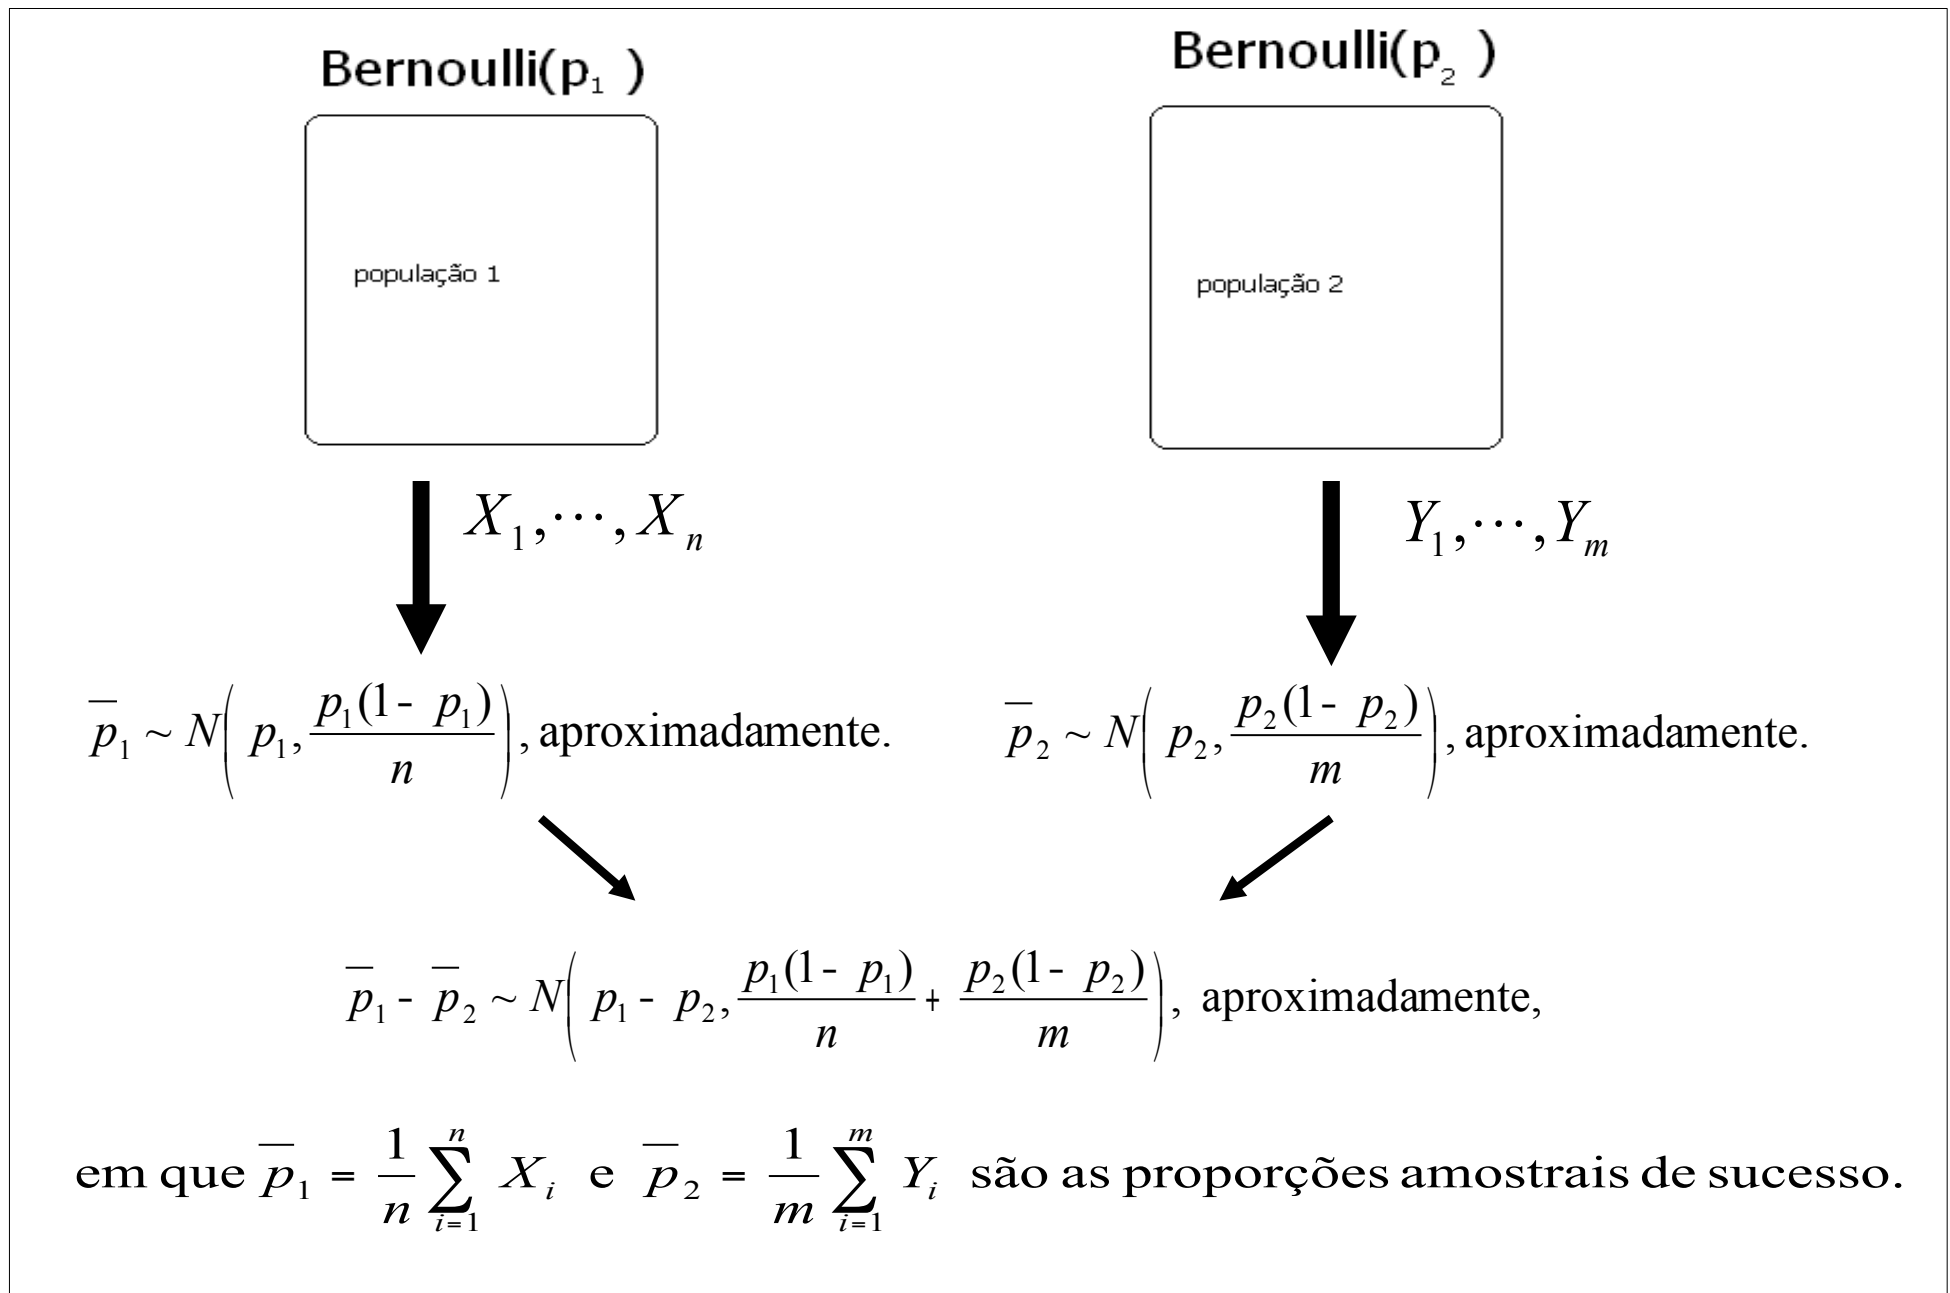 Bernoulli(p₁ )
Bernoulli(p₂ )
população 1
população 2
X₁,⋯,Xₙ
Y₁,⋯,Yₘ
p̅₁ ~ N( p₁, p₁(1- p₁)/n ), aproximadamente.
p̅₂ ~ N( p₂, p₂(1- p₂)/m ), aproximadamente.
p̅₁ - p̅₂ ~ N( p₁ - p₂, p₁(1- p₁)/n + p₂(1- p₂)/m ), aproximadamente,
em que p̅₁ = 1/n ∑_{i=1}^{n} Xᵢ e p̅₂ = 1/m ∑_{i=1}^{m} Yᵢ são as proporções amostrais de sucesso.